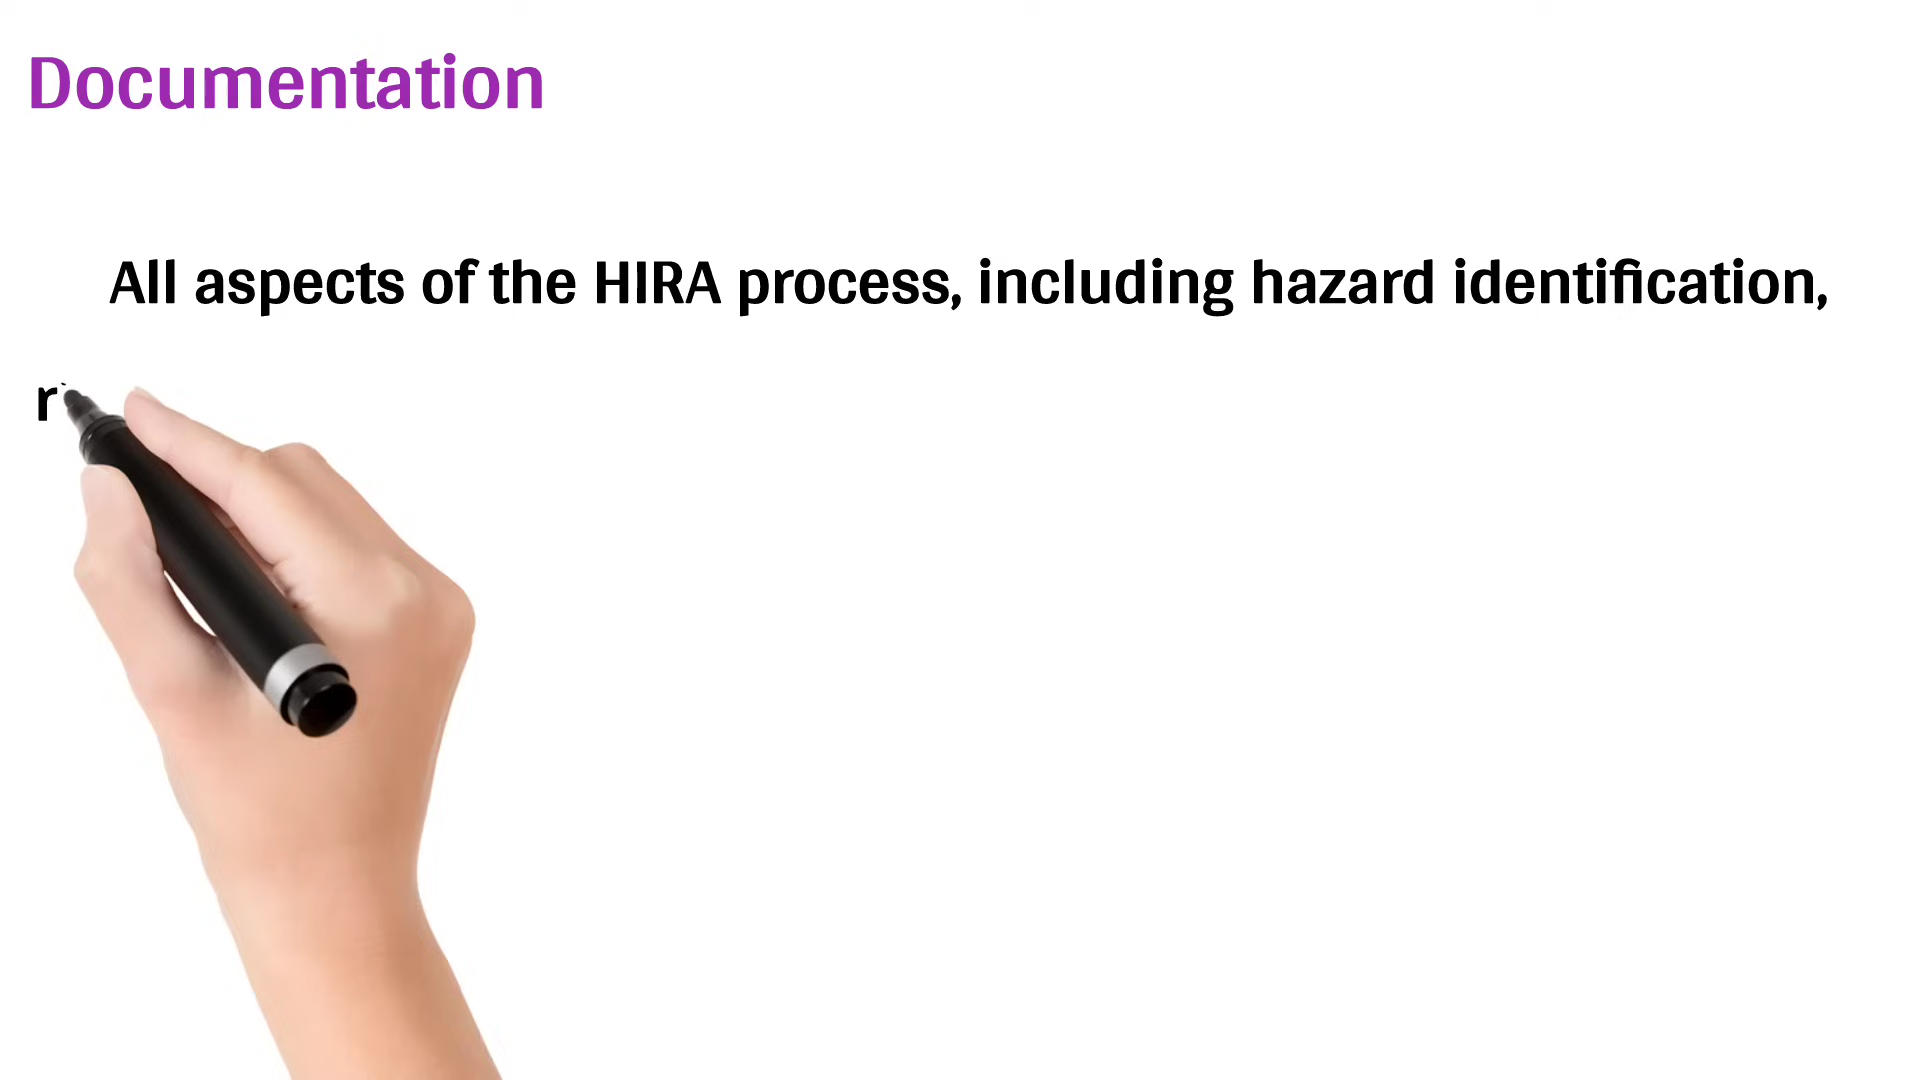 Documentation
All aspects of the HIRA process, including hazard identification,
r